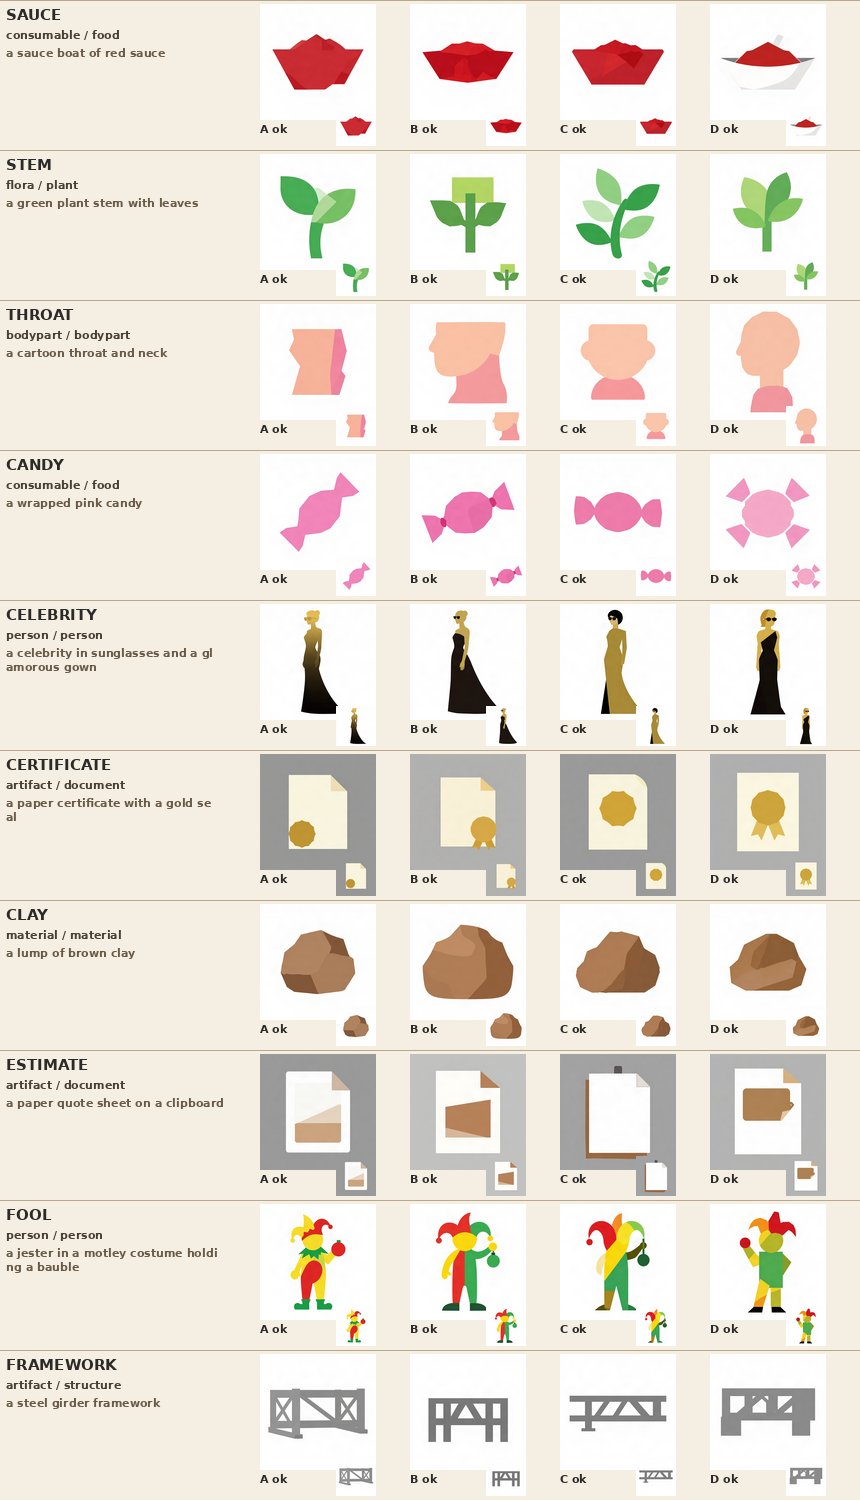 SAUCE
consumable / food
a sauce boat of red sauce
A ok
B ok
C ok
D ok
STEM
flora / plant
a green plant stem with leaves
A ok
B ok
C ok
D ok
THROAT
bodypart / bodypart
a cartoon throat and neck
A ok
B ok
C ok
D ok
CANDY
consumable / food
a wrapped pink candy
A ok
B ok
C ok
D ok
CELEBRITY
person / person
a celebrity in sunglasses and a gl
amorous gown
A ok
B ok
C ok
D ok
CERTIFICATE
artifact / document
a paper certificate with a gold se
al
A ok
B ok
C ok
D ok
CLAY
material / material
a lump of brown clay
A ok
B ok
C ok
D ok
ESTIMATE
artifact / document
a paper quote sheet on a clipboard
A ok
B ok
C ok
D ok
FOOL
person / person
a jester in a motley costume holdi
ng a bauble
A ok
B ok
C ok
D ok
FRAMEWORK
artifact / structure
a steel girder framework
A ok
B ok
C ok
D ok